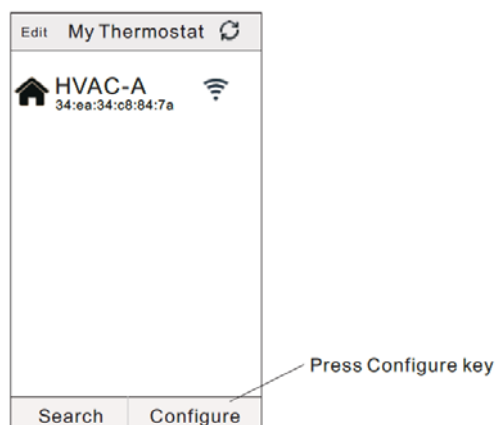 Edit My Thermostat
HVAC-A
34:ea:34:c8:84:7a
Press Configure key
Search Configure